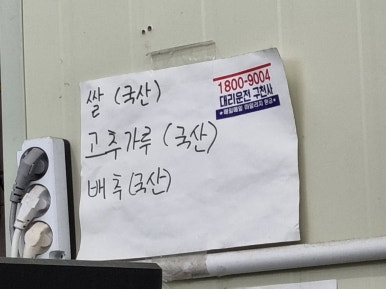 1800-9004
대리운전 구천사
쌀 (국산)
고추가루 (국산)
배추(국산)